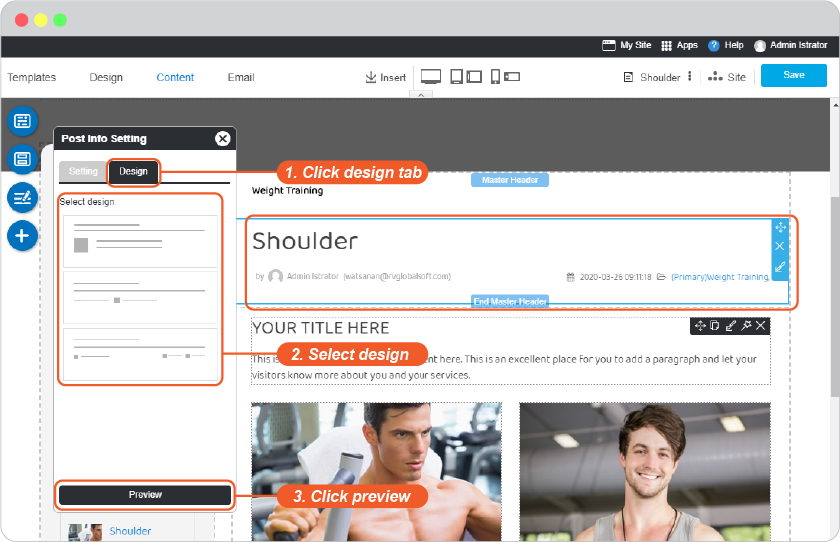 My Site Apps ? Help Admin Istrator
Templates Design Content Email Insert Shoulder Site Save
Post Info Setting
Setting Design
1. Click design tab
Select design
Master Header
Weight Training
Shoulder
by Admin Istrator (watsanan@rvglobalsoft.com) 2020-03-26 09:11:18 (Primary)Weight Training,
End Master Header
YOUR TITLE HERE
2. Select design
This is ent here. This is an excellent place for you to add a paragraph and let your
visitors know more about you and your services.
Preview
3. Click preview
Shoulder